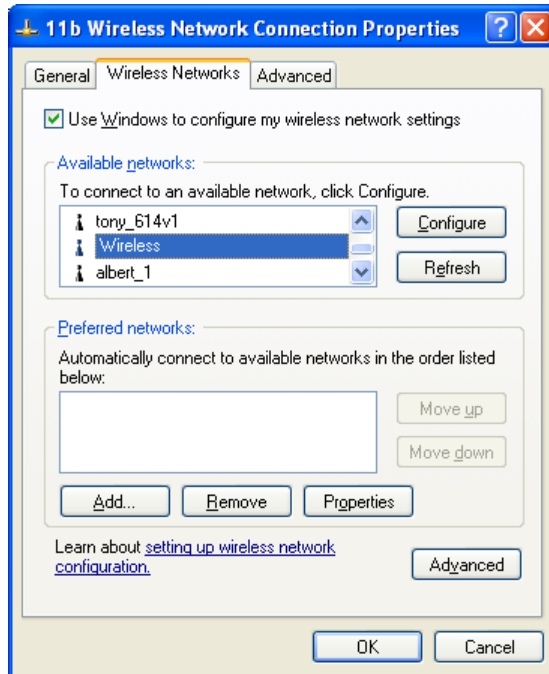 11b Wireless Network Connection Properties
General Wireless Networks Advanced
Use Windows to configure my wireless network settings
Available networks:
To connect to an available network, click Configure.
tony_614v1
Wireless
albert_1
Configure
Refresh
Preferred networks:
Automatically connect to available networks in the order listed
below:
Move up
Move down
Add... Remove Properties
Learn about setting up wireless network
configuration.
Advanced
OK Cancel